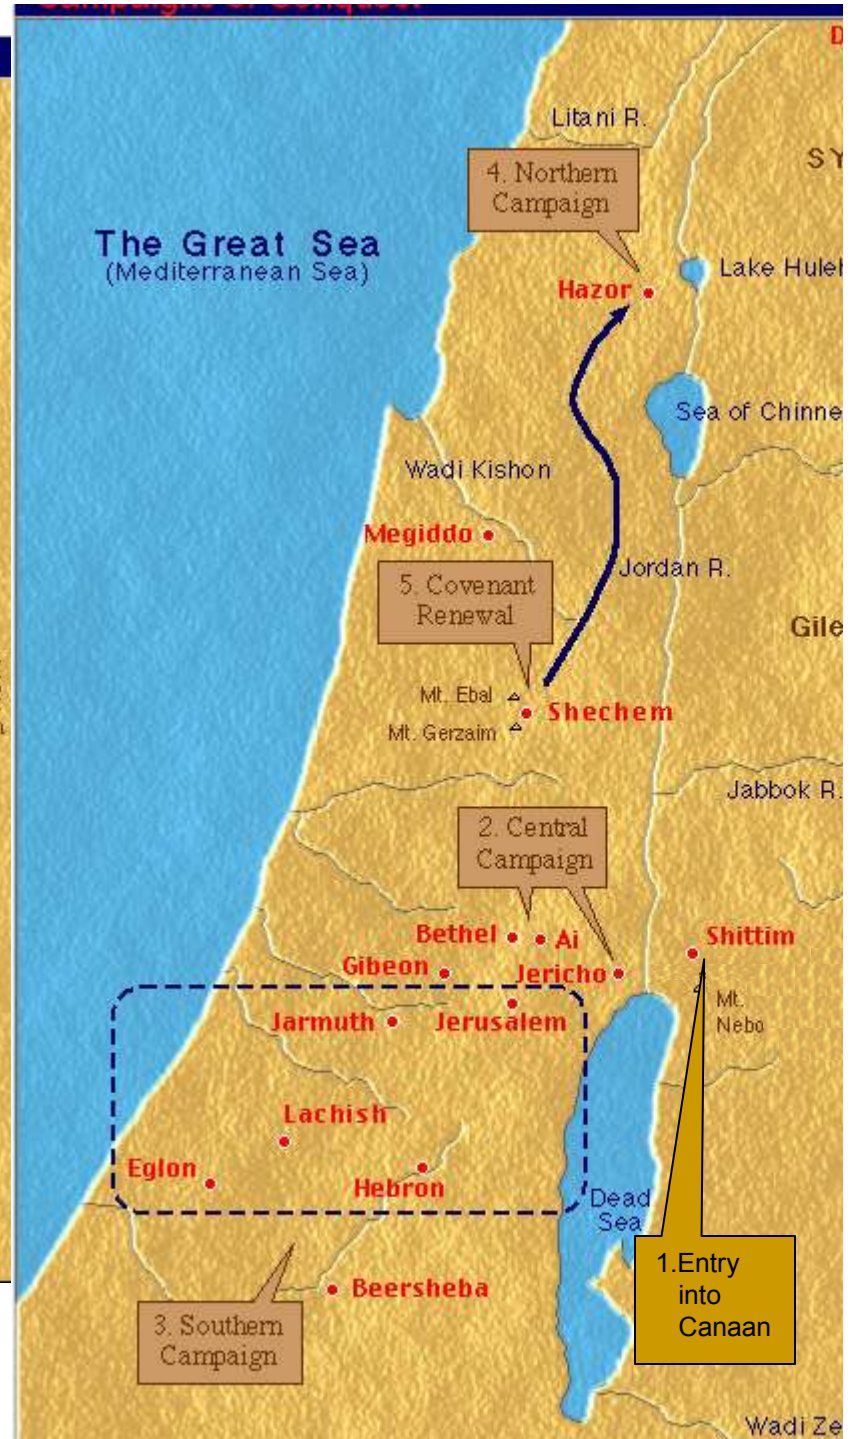 Campaigns of Conquest
D
Litani R.
SY
4. Northern
Campaign
The Great Sea
(Mediterranean Sea)
Lake Huleh
Hazor
Sea of Chinne
Wadi Kishon
Megiddo
Jordan R.
5. Covenant
Renewal
Gile
Mt. Ebal
Shechem
Mt. Gerzaim
Jabbok R.
2. Central
Campaign
Bethel
Ai
Shittim
Gibeon
Jericho
Mt.
Nebo
Jarmuth
Jerusalem
Lachish
Eglon
Hebron
Dead
Sea
1.Entry
into
Canaan
Beersheba
3. Southern
Campaign
Wadi Ze